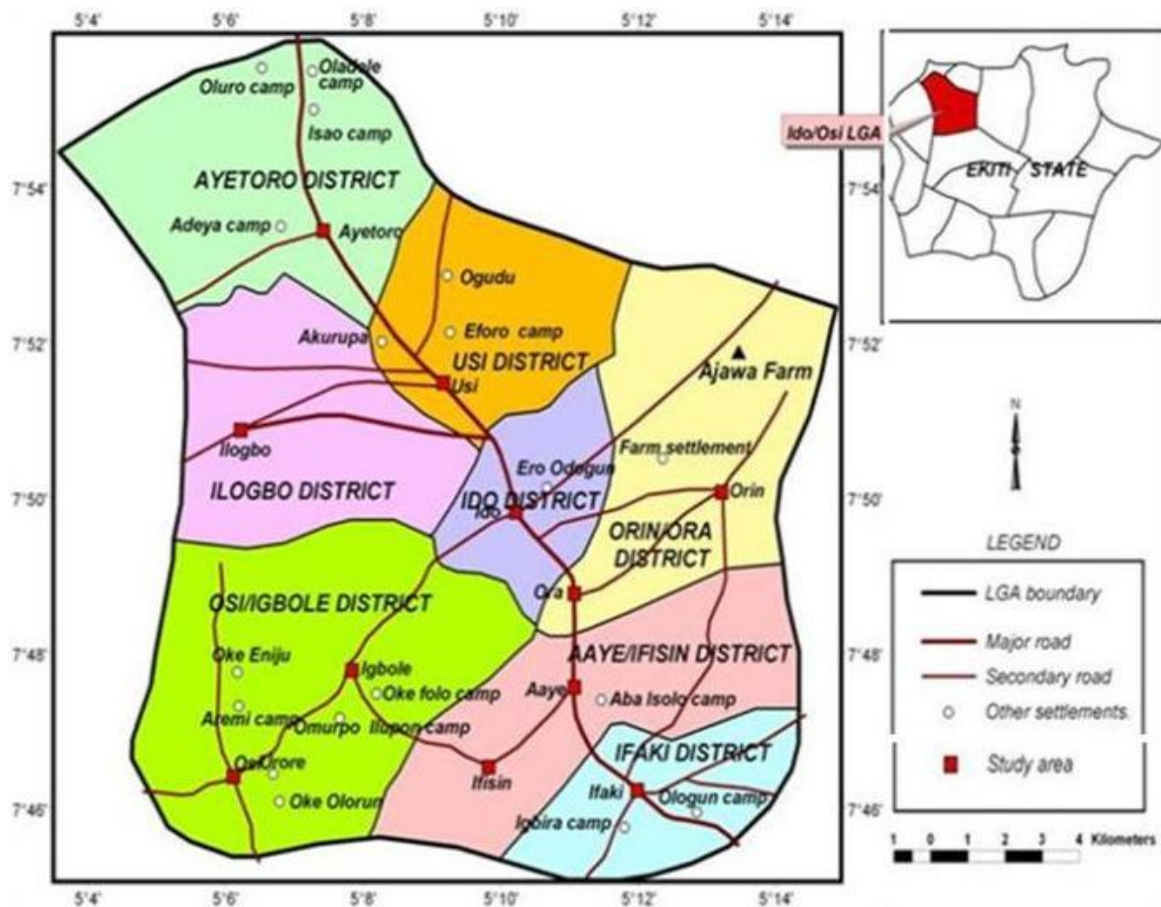 5°4' 5°6' 5°8' 5°10' 5°12' 5°14'
Oluro camp
Oladele
camp
Isao camp
AYETORO DISTRICT
7°54'
7°54'
Adeya camp
Ayetoro
Ogudu
Akurupa
Eforo camp
7°52'
7°52'
USI DISTRICT
Usi
Ajawa Farm
Ilogbo
Farm settlement
Ero Odogun
ILOGBO DISTRICT
IDO DISTRICT
Ido
Orin
7°50'
7°50'
ORIN/ORA
DISTRICT
Ora
OSI/IGBOLE DISTRICT
7°48'
7°48'
AAYE/IFISIN DISTRICT
Oke Eniju
Igbole
Oke folo camp
Aaye
Aba Isolo camp
Aremi camp
Omurpo
Ilupon camp
IFAKI DISTRICT
Osi
Orore
Ifisin
Ifaki
Ologun camp
Oke Olorun
Igbira camp
7°46'
7°46'
5°4' 5°6' 5°8' 5°10' 5°12' 5°14'
Ido/Osi LGA
EKITI STATE
N
LEGEND
LGA boundary
Major road
Secondary road
Other settlements.
Study area
1 0 1 2 3 4 Kilometers